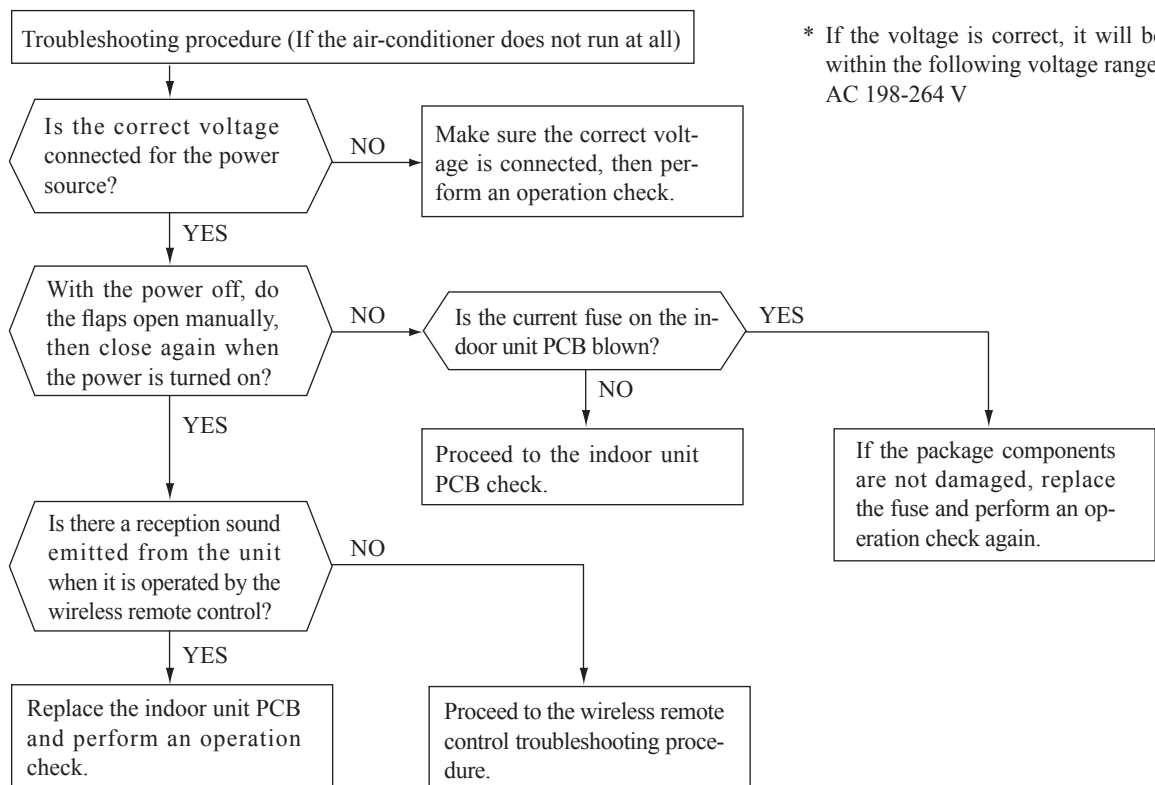 Troubleshooting procedure (If the air-conditioner does not run at all)
* If the voltage is correct, it will be
within the following voltage range
AC 198-264 V
Is the correct voltage
connected for the power
source?
NO
Make sure the correct volt-
age is connected, then per-
form an operation check.
YES
With the power off, do
the flaps open manually,
then close again when
the power is turned on?
NO
Is the current fuse on the in-
door unit PCB blown?
YES
NO
YES
Proceed to the indoor unit
PCB check.
If the package components
are not damaged, replace
the fuse and perform an op-
eration check again.
Is there a reception sound
emitted from the unit
when it is operated by the
wireless remote control?
NO
YES
Replace the indoor unit PCB
and perform an operation
check.
Proceed to the wireless remote
control troubleshooting proce-
dure.